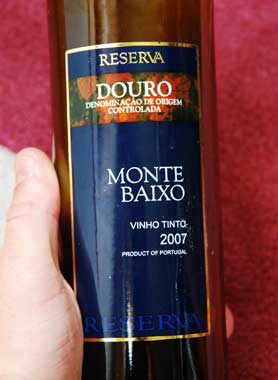 RESERVA
DOURO
DENOMINAÇÃO DE ORIGEM
CONTROLADA
MONTE
BAIXO
VINHO TINTO
2007
PRODUCT OF PORTUGAL
RESERVA